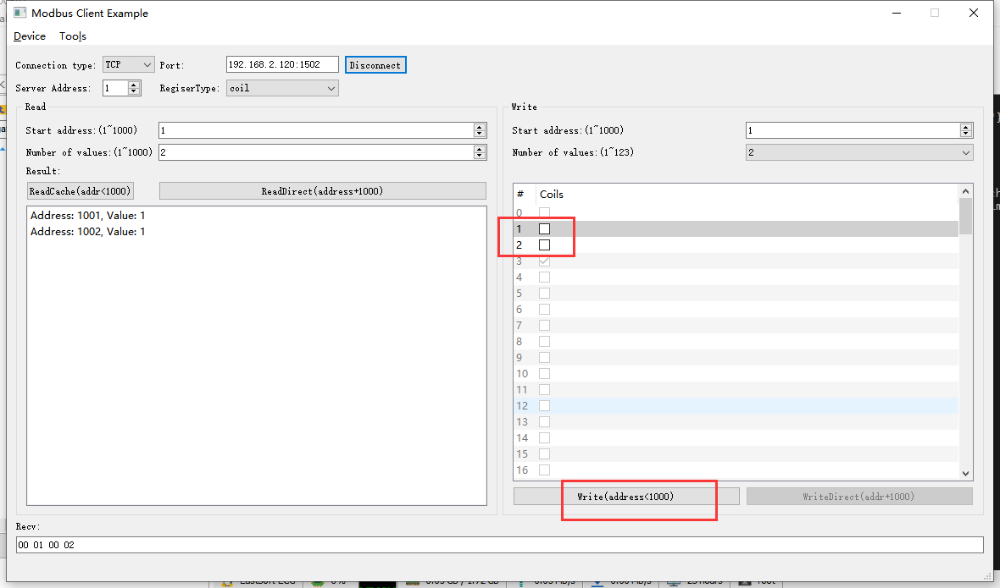 Modbus Client Example
Device Tools
Connection type: TCP Port: 192.168.2.120:1502 Disconnect
Server Address: 1 RegiserType: coil
Read
Start address:(1~1000) 1
Number of values:(1~1000) 2
Result:
ReadCache(addr<1000) ReadDirect(address+1000)
Address: 1001, Value: 1
Address: 1002, Value: 1
Write
Start address:(1~1000) 1
Number of values:(1~123) 2
# Coils
0
1
2
3
4
5
6
7
8
9
10
11
12
13
14
15
16
Write(address<1000) WriteDirect(addr+1000)
Recv:
00 01 00 02